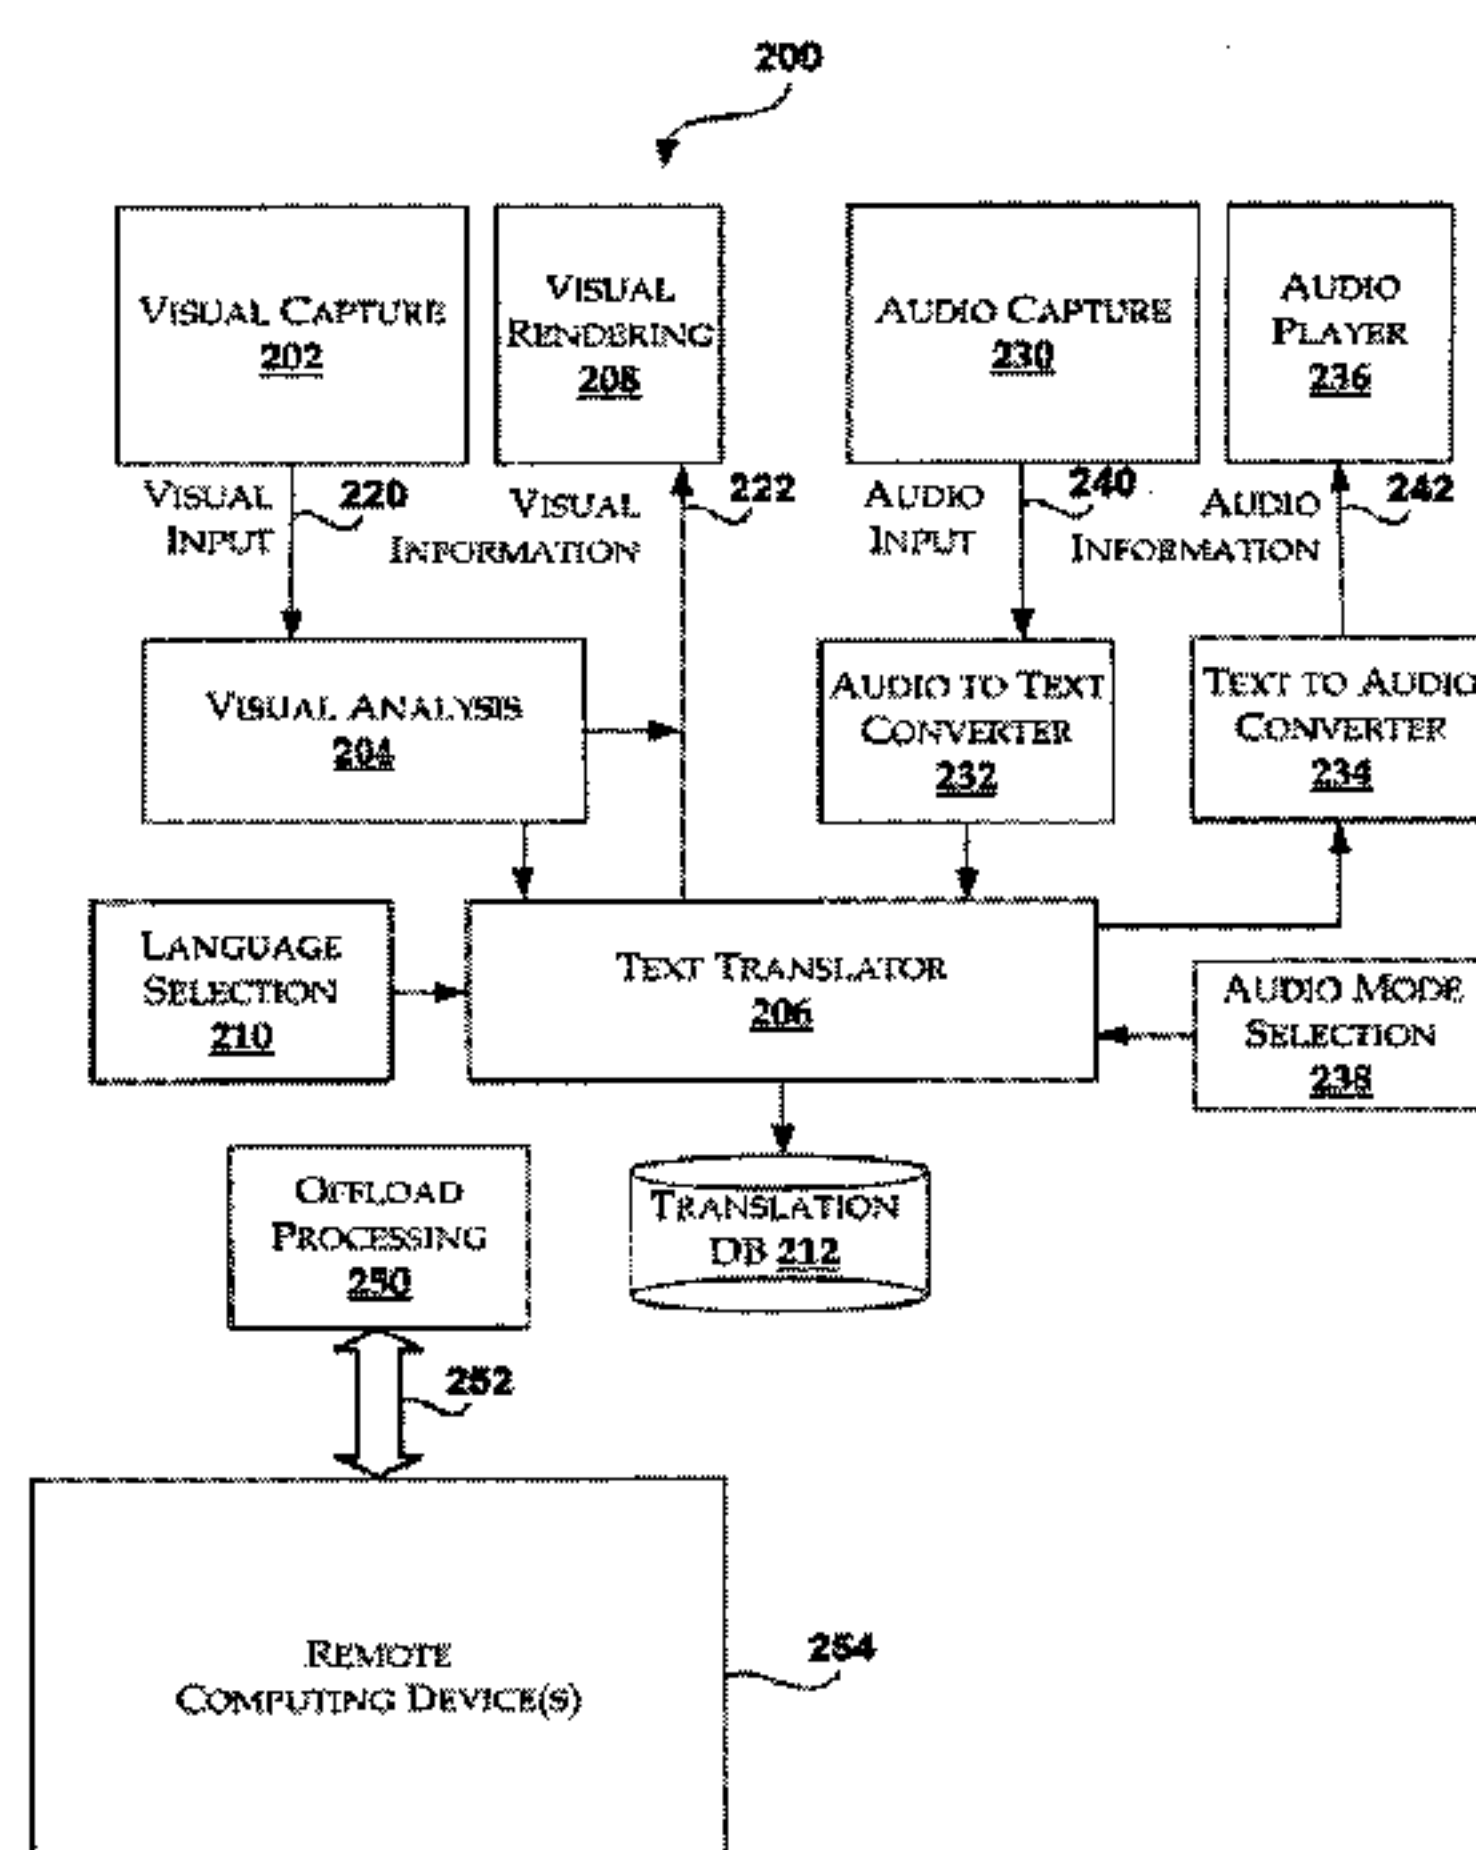 200
VISUAL CAPTURE
202
VISUAL
RENDERING
208
AUDIO CAPTURE
230
AUDIO
PLAYER
236
VISUAL
INPUT
220
VISUAL
INFORMATION
222
AUDIO
INPUT
240
AUDIO
INFORMATION
242
VISUAL ANALYSIS
204
AUDIO TO TEXT
CONVERTER
232
TEXT TO AUDIO
CONVERTER
234
LANGUAGE
SELECTION
210
TEXT TRANSLATOR
206
AUDIO MODE
SELECTION
238
OFFLOAD
PROCESSING
250
TRANSLATION
DB 212
252
REMOTE
COMPUTING DEVICE(S)
254